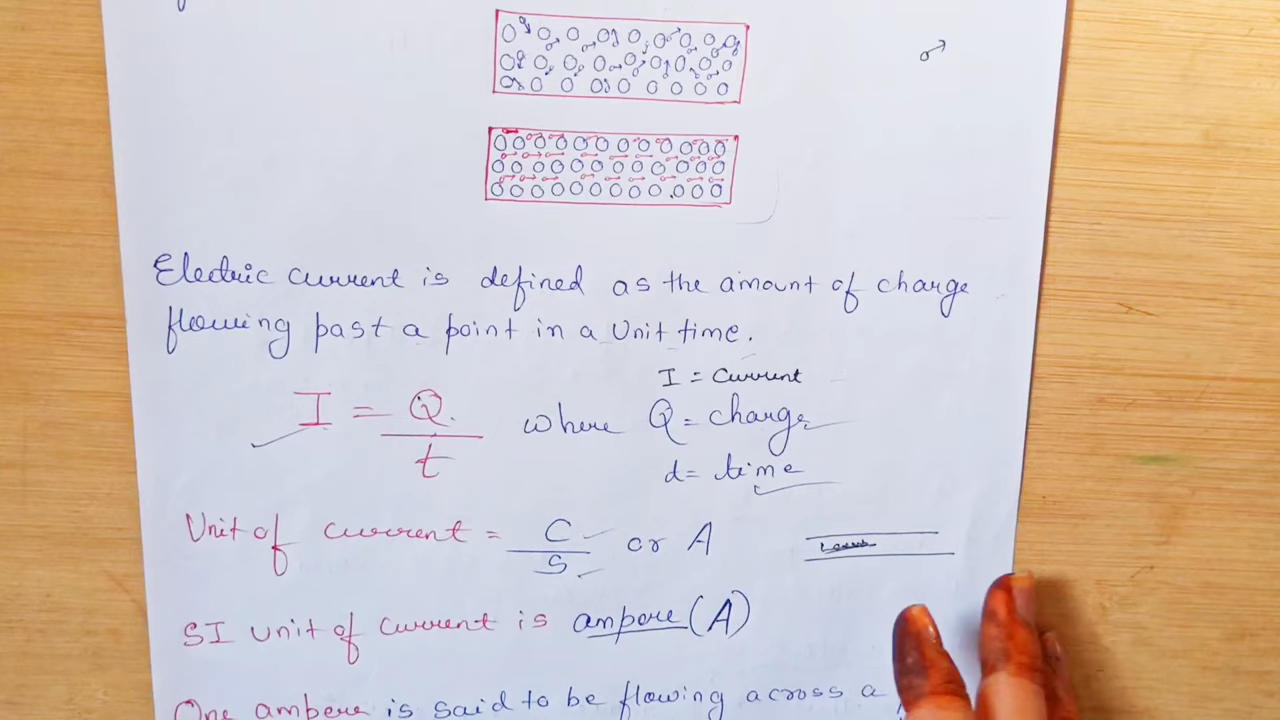 Electric current is defined as the amount of charge
flowing past a point in a Unit time.
I = Current
I = Q / t where Q = charge
d = time
Unit of current = C / S or A
SI unit of current is ampere (A)
One ampere is said to be flowing across a